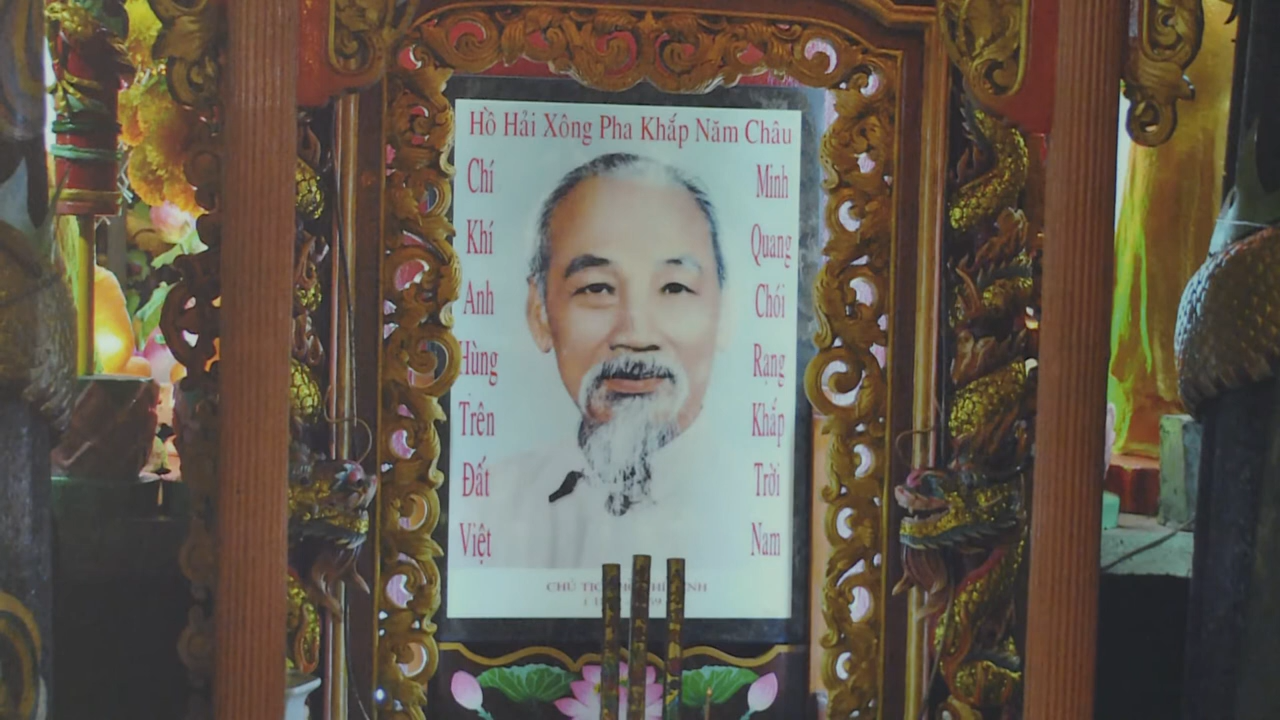 Hồ Hải Xông Pha Khắp Năm Châu
Chí
Khí
Anh
Hùng
Trên
Đất
Việt
Minh
Quang
Chói
Rạng
Khắp
Trời
Nam
CHỦ